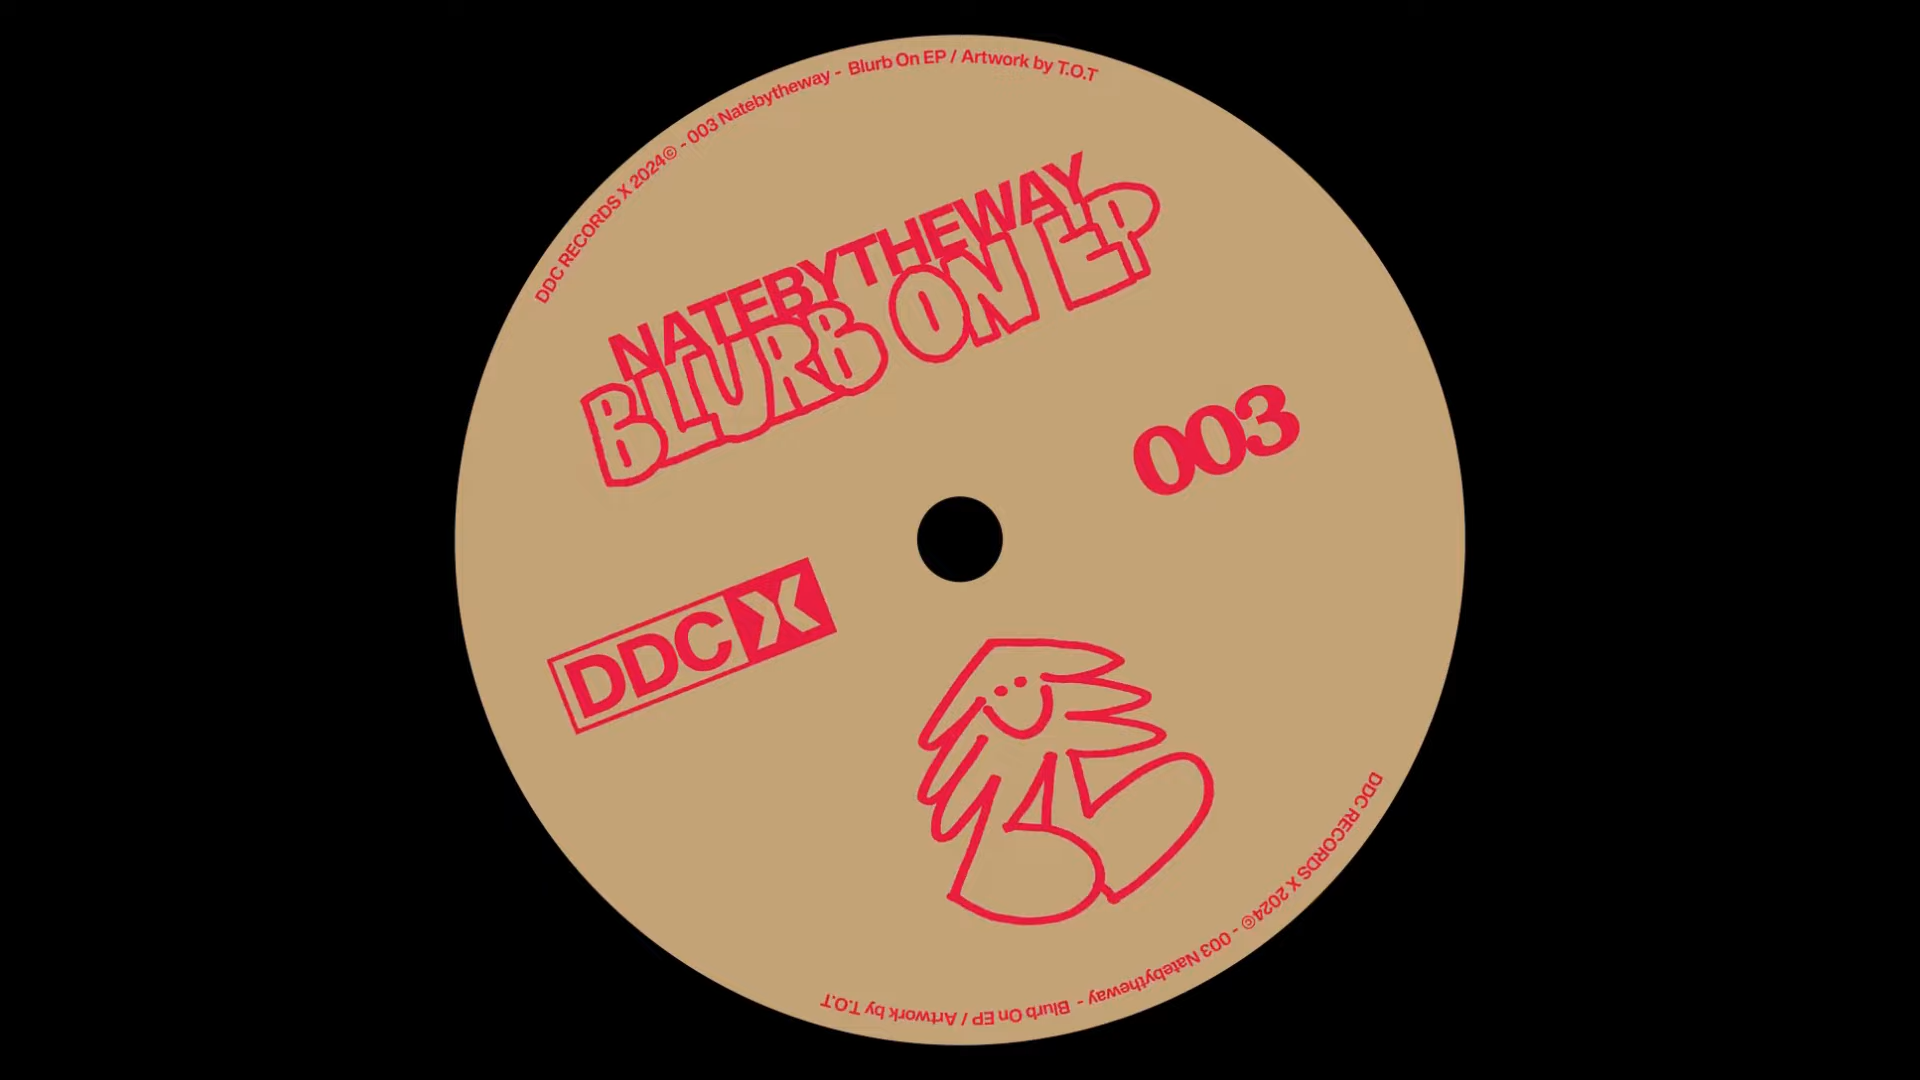 DDC RECORDS X 2024© - 003 Natebytheway - Blurb On EP / Artwork by T.O.T
NATEBYTHEWAY
BLURB ON EP
003
DDC X
DDC RECORDS X 2024© - 003 Natebytheway - Blurb On EP / Artwork by T.O.T